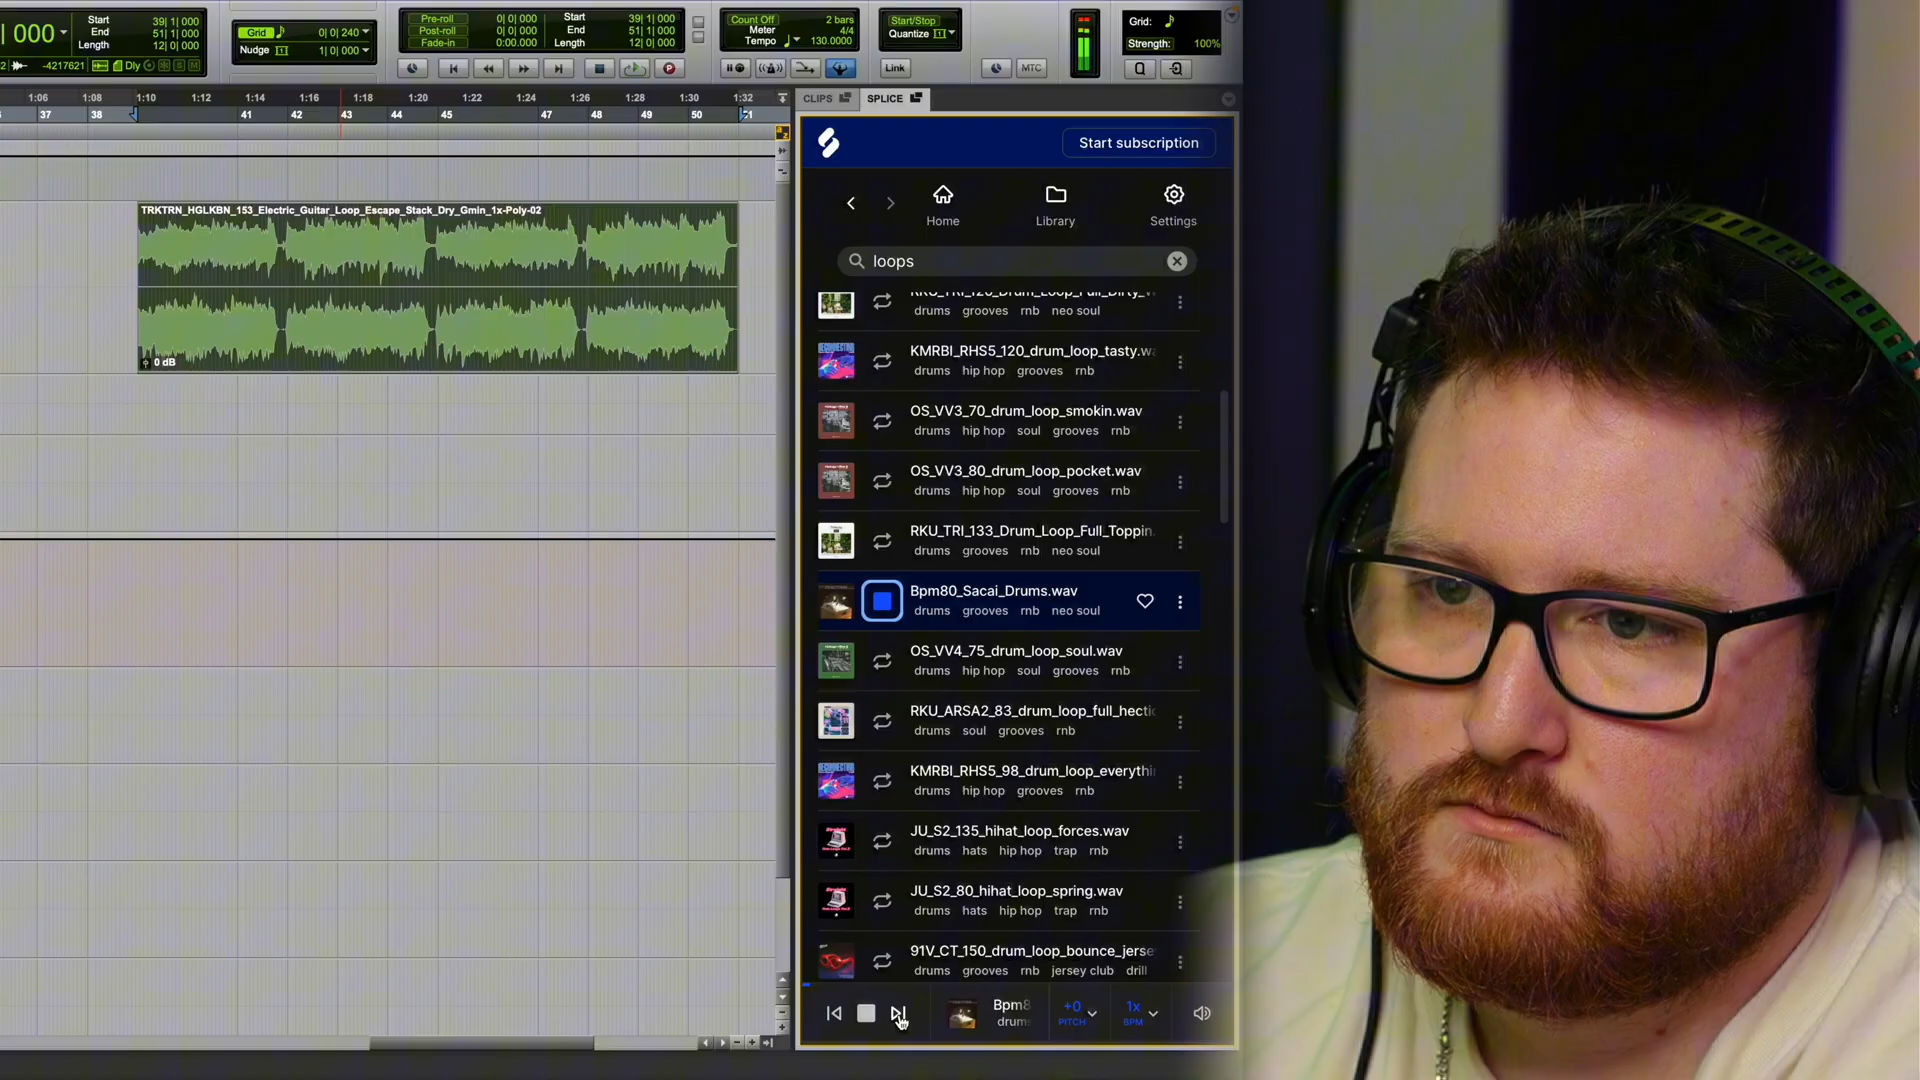 000
Start 39| 1| 000
End 51| 1| 000
Length 12| 0| 000
-4217621
Dly
Grid 0| 0| 240
Nudge 1| 0| 000
Pre-roll 0| 0| 000
Post-roll 0| 0| 000
Fade-in 0:00.000
Start 39| 1| 000
End 51| 1| 000
Length 12| 0| 000
Count Off 2 bars
Meter 4/4
Tempo 130.0000
Start/Stop
Quantize
Link
MTC
Grid:
Strength: 100%
1:06 1:08 1:10 1:12 1:14 1:16 1:18 1:20 1:22 1:24 1:26 1:28 1:30 1:32
37 38 41 42 43 44 45 47 48 49 50
TRKTRN_HGLKBN_153_Electric_Guitar_Loop_Escape_Stack_Dry_Gmin_1x-Poly-02
0 dB
CLIPS SPLICE
Start subscription
Home Library Settings
loops
drums grooves rnb neo soul
KMRBI_RHS5_120_drum_loop_tasty.wa
drums hip hop grooves rnb
OS_VV3_70_drum_loop_smokin.wav
drums hip hop soul grooves rnb
OS_VV3_80_drum_loop_pocket.wav
drums hip hop soul grooves rnb
RKU_TRI_133_Drum_Loop_Full_Toppin
drums grooves rnb neo soul
Bpm80_Sacai_Drums.wav
drums grooves rnb neo soul
OS_VV4_75_drum_loop_soul.wav
drums hip hop soul grooves rnb
RKU_ARSA2_83_drum_loop_full_hectic
drums soul grooves rnb
KMRBI_RHS5_98_drum_loop_everythi
drums hip hop grooves rnb
JU_S2_135_hihat_loop_forces.wav
drums hats hip hop trap rnb
JU_S2_80_hihat_loop_spring.wav
drums hats hip hop trap rnb
91V_CT_150_drum_loop_bounce_jerse
drums grooves rnb jersey club drill
Bpm8
drums
+0
PITCH
1x
BPM